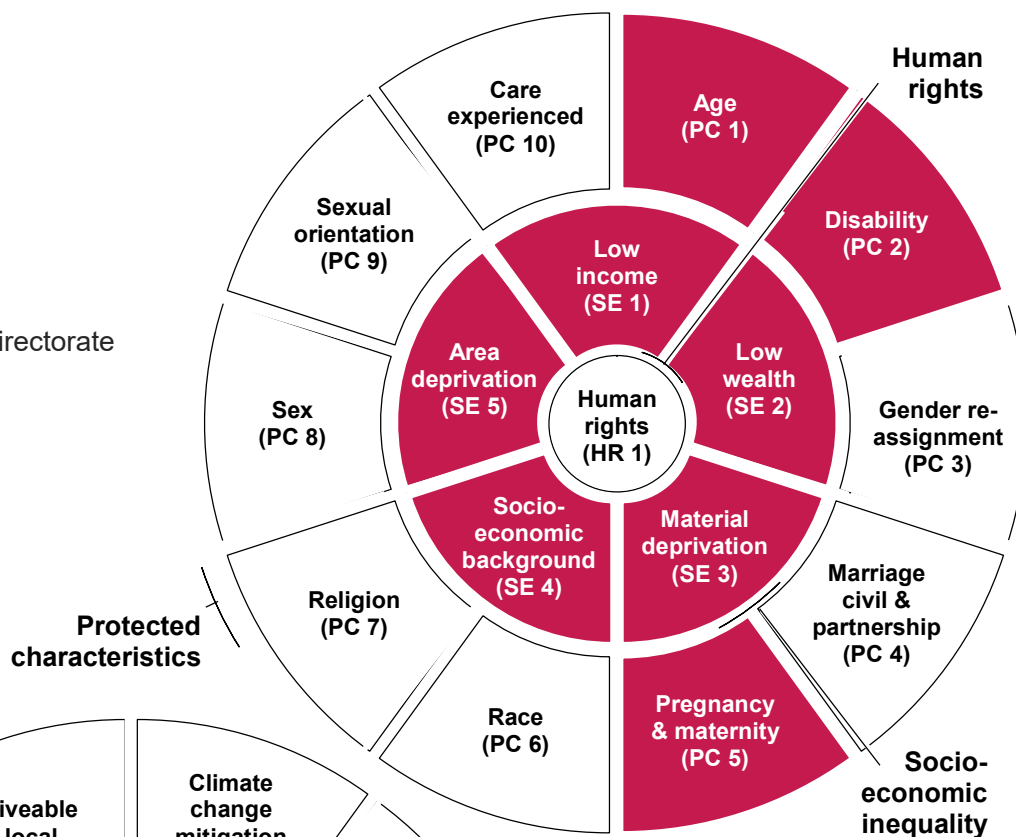 Human
rights
Care
experienced
(PC 10)
Age
(PC 1)
Sexual
orientation
(PC 9)
Disability
(PC 2)
Low
income
(SE 1)
irectorate
Area
deprivation
(SE 5)
Low
wealth
(SE 2)
Sex
(PC 8)
Human
rights
(HR 1)
Gender re-
assignment
(PC 3)
Socio-
economic
background
(SE 4)
Material
deprivation
(SE 3)
Religion
(PC 7)
Marriage
civil &
partnership
(PC 4)
Protected
characteristics
Race
(PC 6)
Pregnancy
& maternity
(PC 5)
Socio-
economic
inequality
iveable
local
Climate
change
mitigation